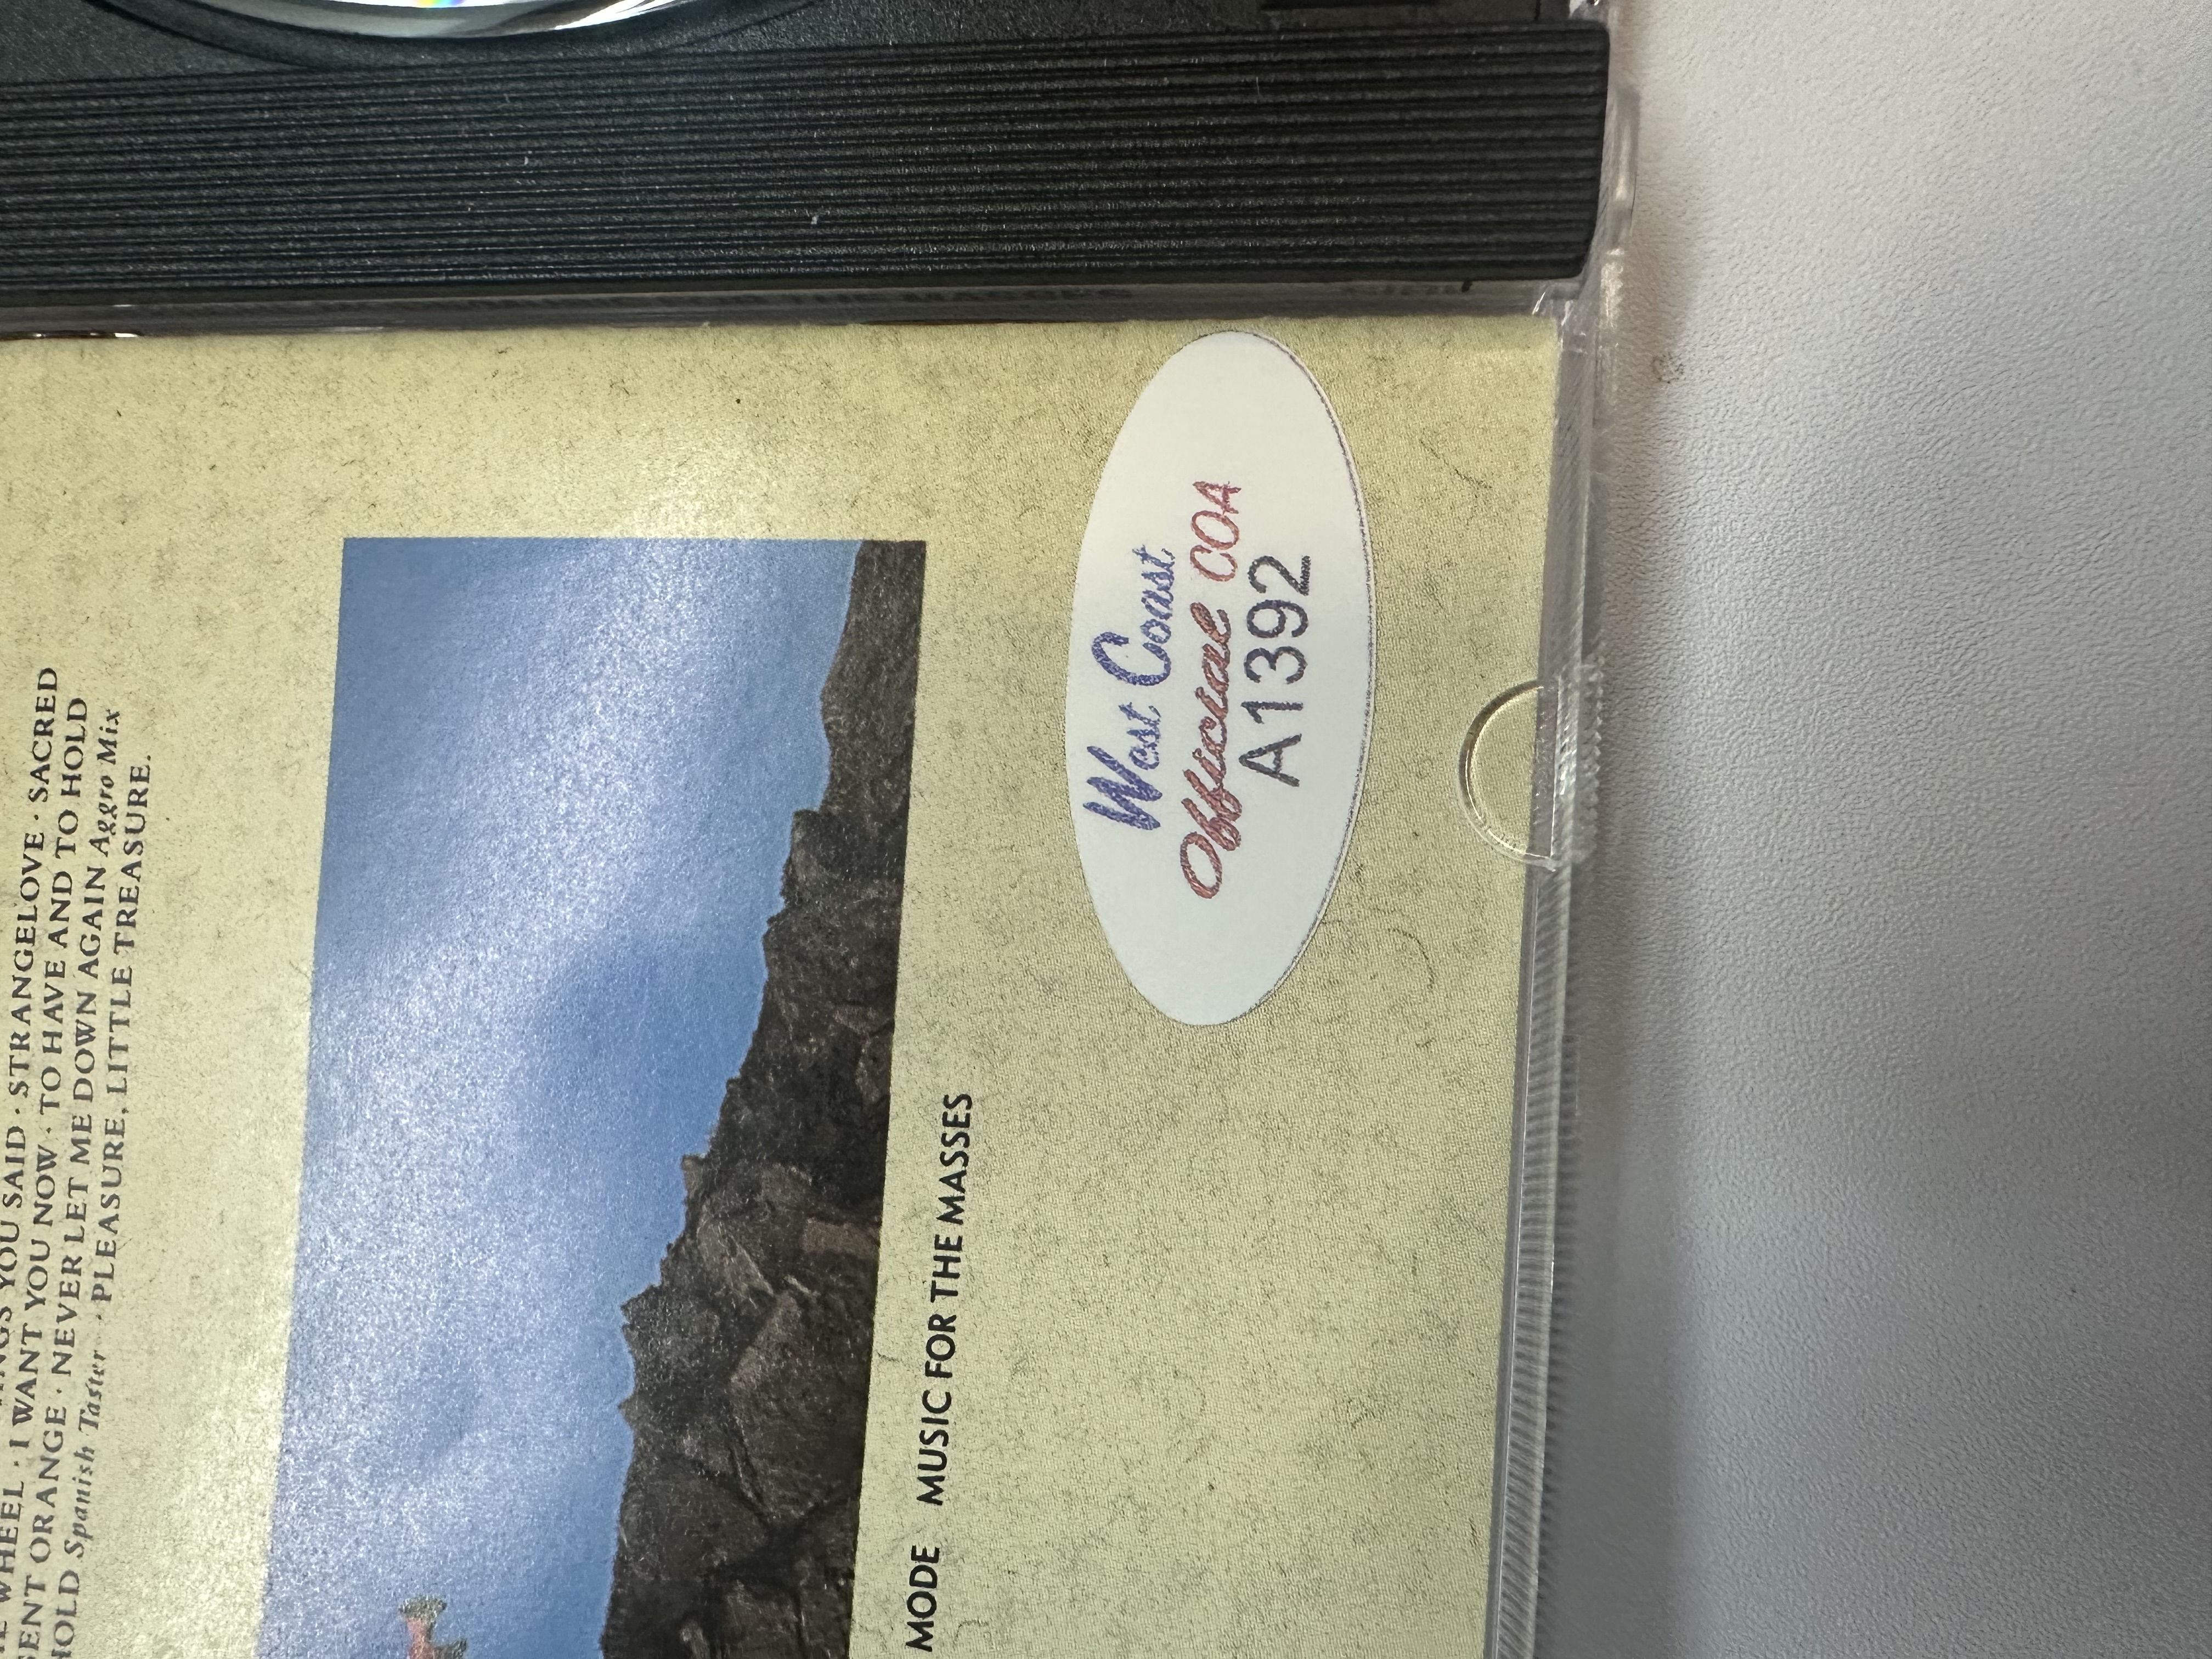 YOU SAID · STRANGELOVE · SACRED
WHEEL · I WANT YOU NOW · TO HAVE AND TO HOLD
ORANGE · NEVER LET ME DOWN AGAIN Aggro Mix
HOLD Spanish Taster · PLEASURE, LITTLE TREASURE.
MODE MUSIC FOR THE MASSES
West Coast
Official COA
A1392